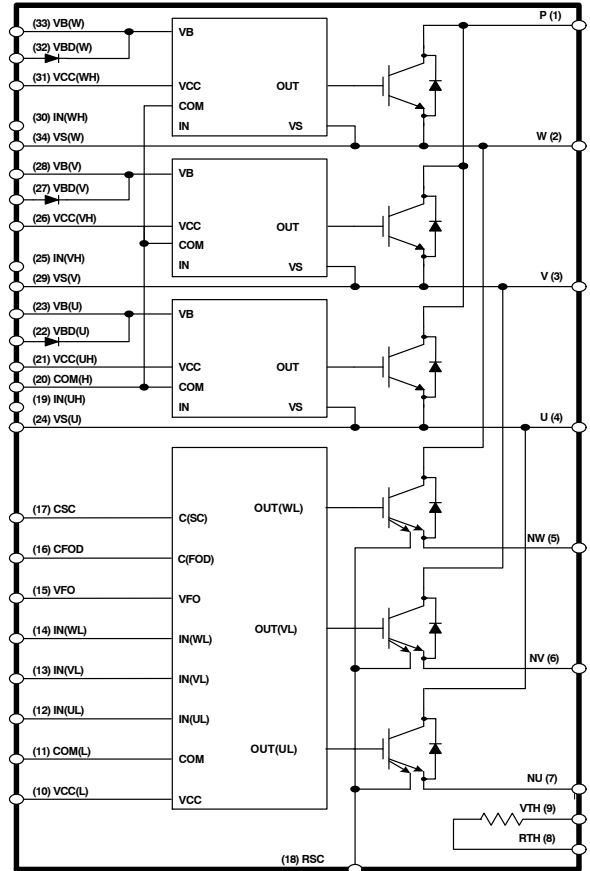 P (1)
(33) VB(W)
VB
(32) VBD(W)
(31) VCC(WH)
VCC
OUT
COM
(30) IN(WH)
IN
VS
(34) VS(W)
W (2)
(28) VB(V)
VB
(27) VBD(V)
(26) VCC(VH)
VCC
OUT
COM
(25) IN(VH)
IN
VS
(29) VS(V)
V (3)
(23) VB(U)
VB
(22) VBD(U)
(21) VCC(UH)
VCC
OUT
(20) COM(H)
COM
(19) IN(UH)
IN
VS
(24) VS(U)
U (4)
(17) CSC
C(SC)
OUT(WL)
NW (5)
(16) CFOD
C(FOD)
(15) VFO
VFO
(14) IN(WL)
IN(WL)
OUT(VL)
NV (6)
(13) IN(VL)
IN(VL)
(12) IN(UL)
IN(UL)
(11) COM(L)
COM
OUT(UL)
NU (7)
(10) VCC(L)
VCC
VTH (9)
RTH (8)
(18) RSC